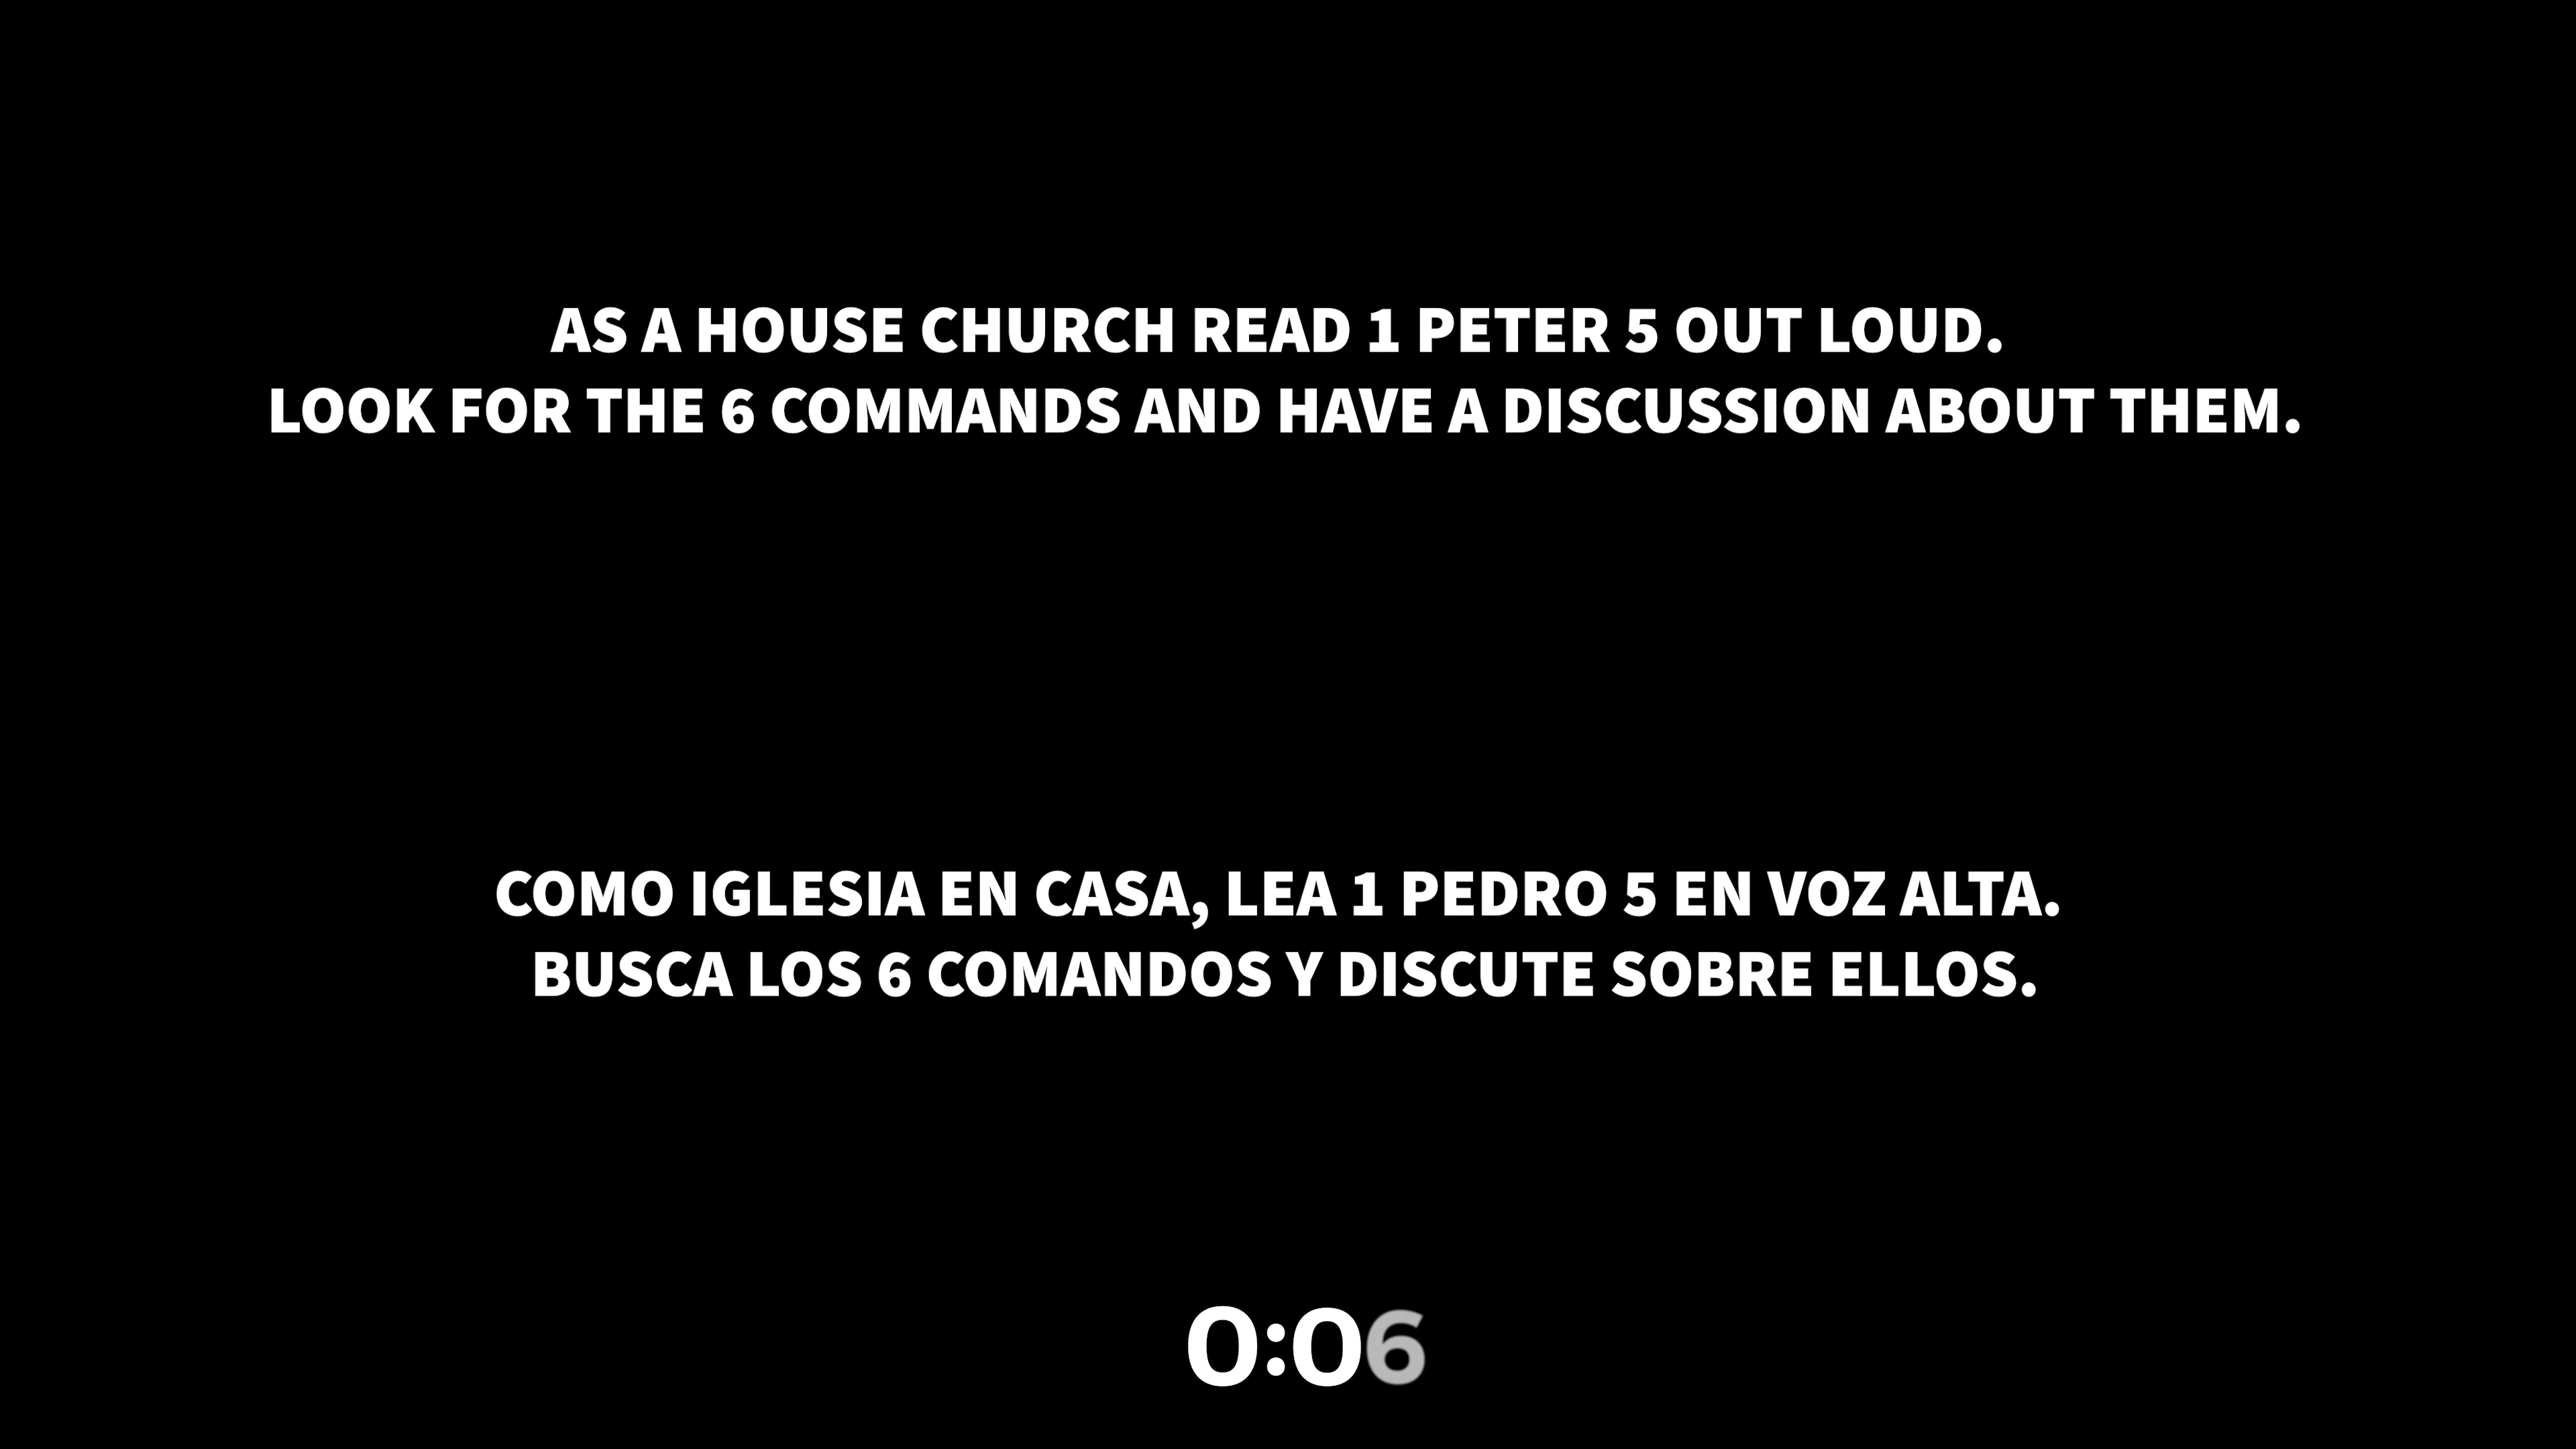 AS A HOUSE CHURCH READ 1 PETER 5 OUT LOUD.
LOOK FOR THE 6 COMMANDS AND HAVE A DISCUSSION ABOUT THEM.
COMO IGLESIA EN CASA, LEA 1 PEDRO 5 EN VOZ ALTA.
BUSCA LOS 6 COMANDOS Y DISCUTE SOBRE ELLOS.
0:06